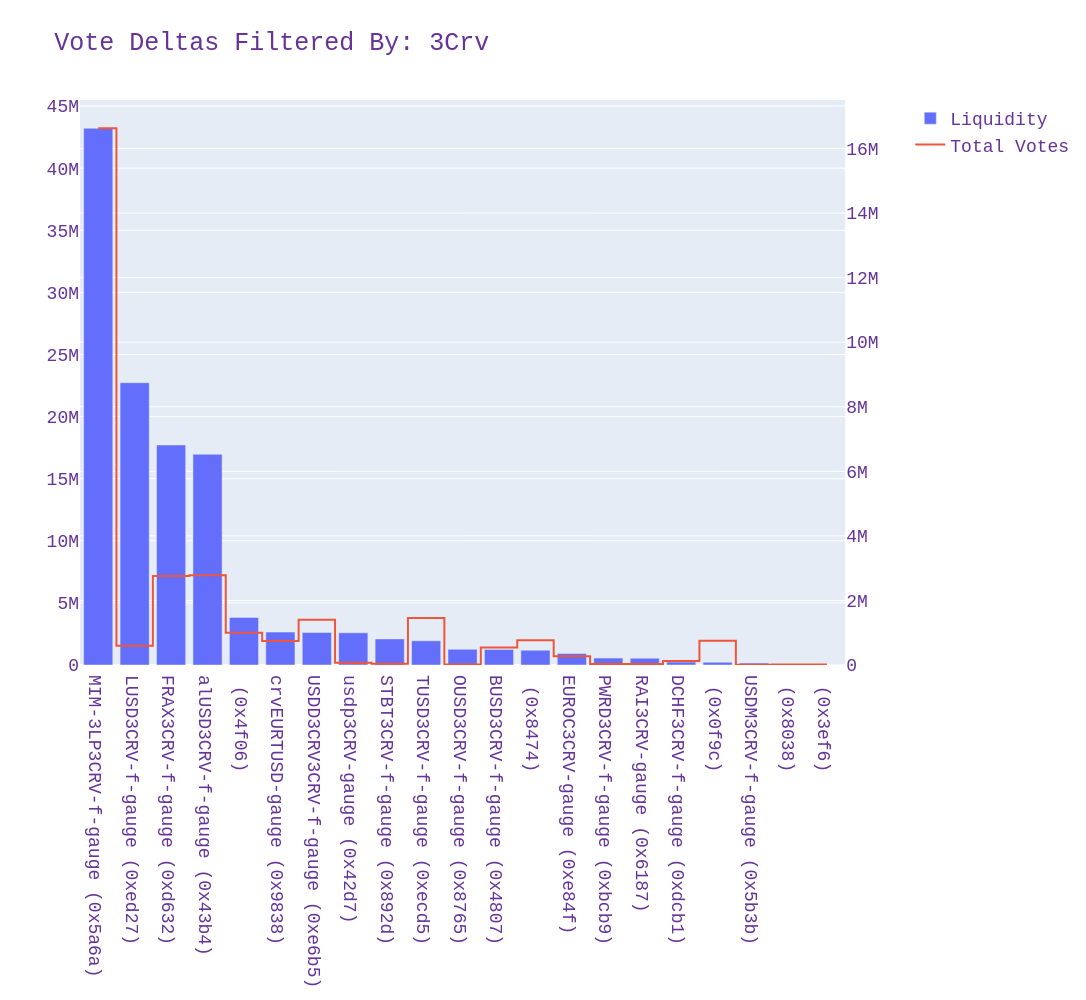 Vote Deltas Filtered By: 3Crv
45M
40M
35M
30M
25M
20M
15M
10M
5M
0
16M
14M
12M
10M
8M
6M
4M
2M
0
Liquidity
Total Votes
MIM-3LP3CRV-f-gauge (0x5a6a)
LUSD3CRV-f-gauge (0xed27)
FRAX3CRV-f-gauge (0xd632)
alUSD3CRV-f-gauge (0x43b4)
(0x4f06)
crvEURTUSD-gauge (0x9838)
USDD3CRV3CRV-f-gauge (0xe6b5)
usdp3CRV-gauge (0x42d7)
STBT3CRV-f-gauge (0x892d)
TUSD3CRV-f-gauge (0xecd5)
OUSD3CRV-f-gauge (0x8765)
BUSD3CRV-f-gauge (0x4807)
(0x8474)
EUROC3CRV-gauge (0xe84f)
PWRD3CRV-f-gauge (0xbcb9)
RAI3CRV-gauge (0x6187)
DCHF3CRV-f-gauge (0xdcb1)
(0x0f9c)
USDM3CRV-f-gauge (0x5b3b)
(0x8038)
(0x3ef6)